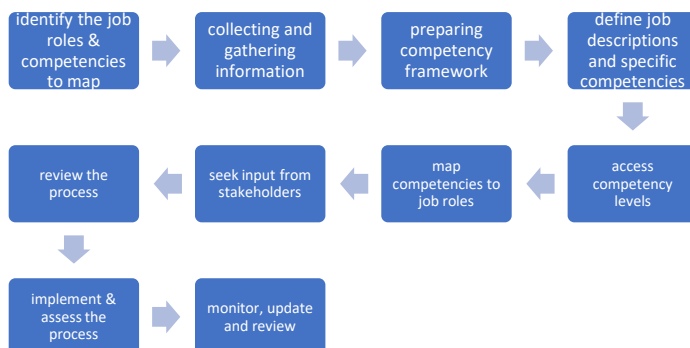 identify the job
roles &
competencies
to map
collecting and
gathering
information
preparing
competency
framework
define job
descriptions
and specific
competencies
access
competency
levels
map
competencies to
job roles
seek input from
stakeholders
review the
process
implement &
assess the
process
monitor, update
and review